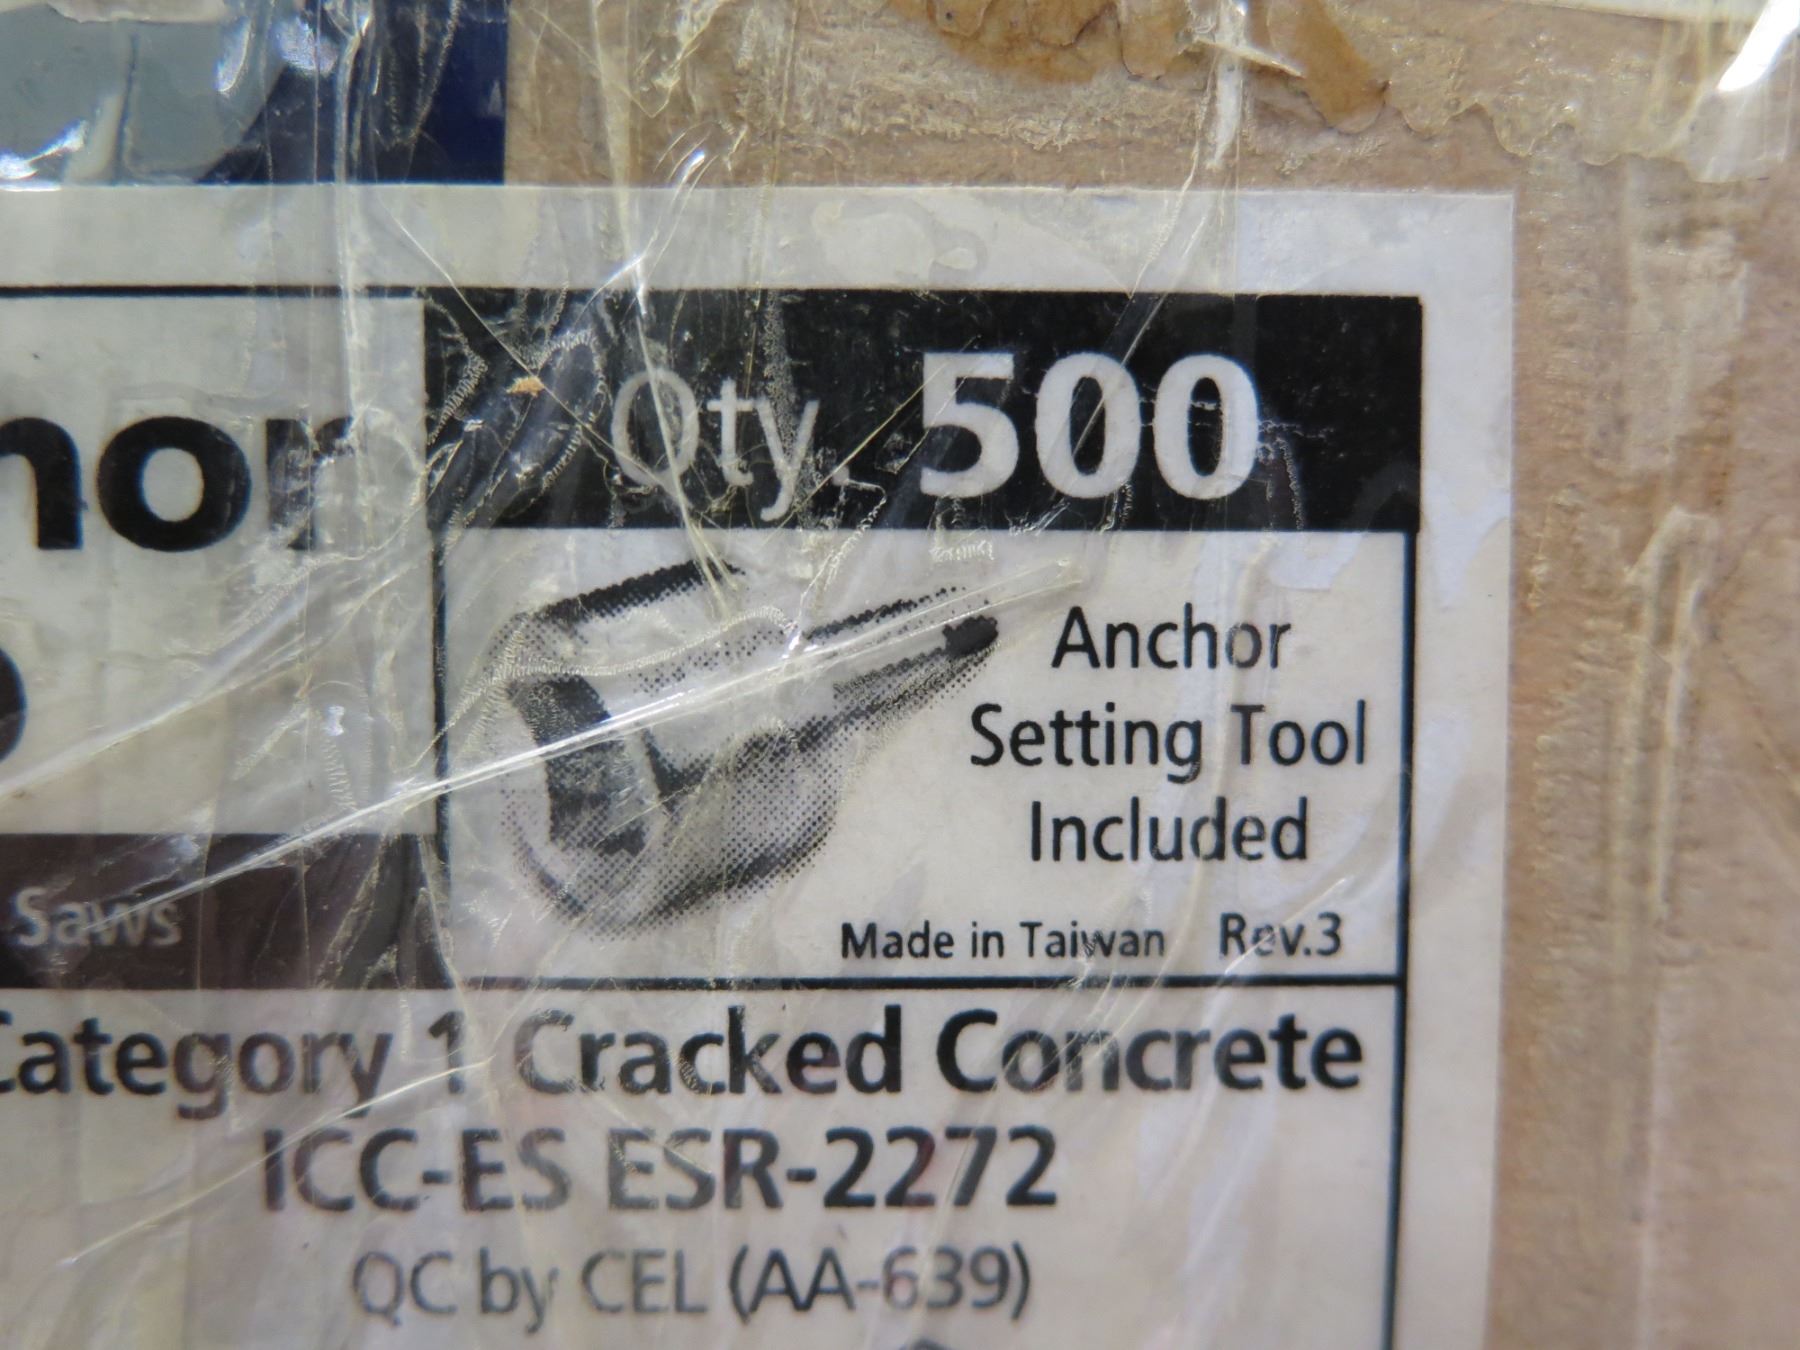 Qty. 500
Anchor
Setting Tool
Included
Saws
Made in Taiwan Rev.3
Category 1 Cracked Concrete
ICC-ES ESR-2272
QC by CEL (AA-639)